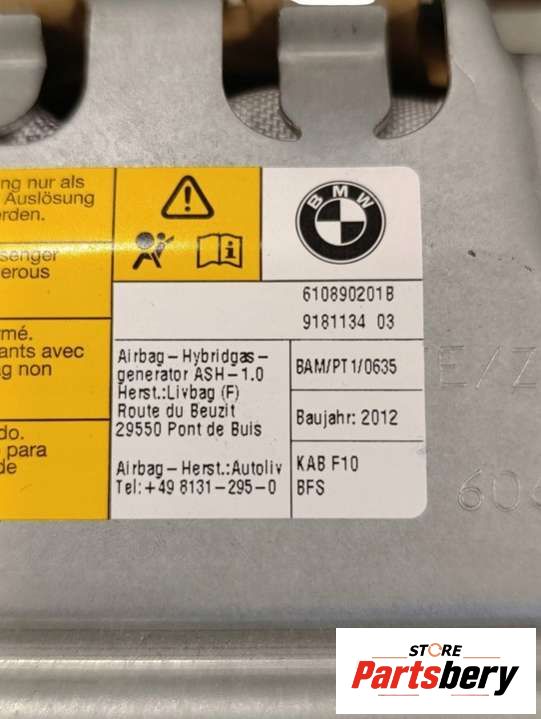 ng nur als
Auslösung
erden.
senger
erous
rmé.
ants avec
ag non
do.
para
de
BMW
610890201B
9181134 03
Airbag-Hybridgas-
generator ASH-1.0
Herst.:Livbag (F)
Route du Beuzit
29550 Pont de Buis
Airbag-Herst.:Autoliv
Tel:+49 8131-295-0
BAM/PT1/0635
Baujahr: 2012
KAB F10
BFS
STORE
Partsbery